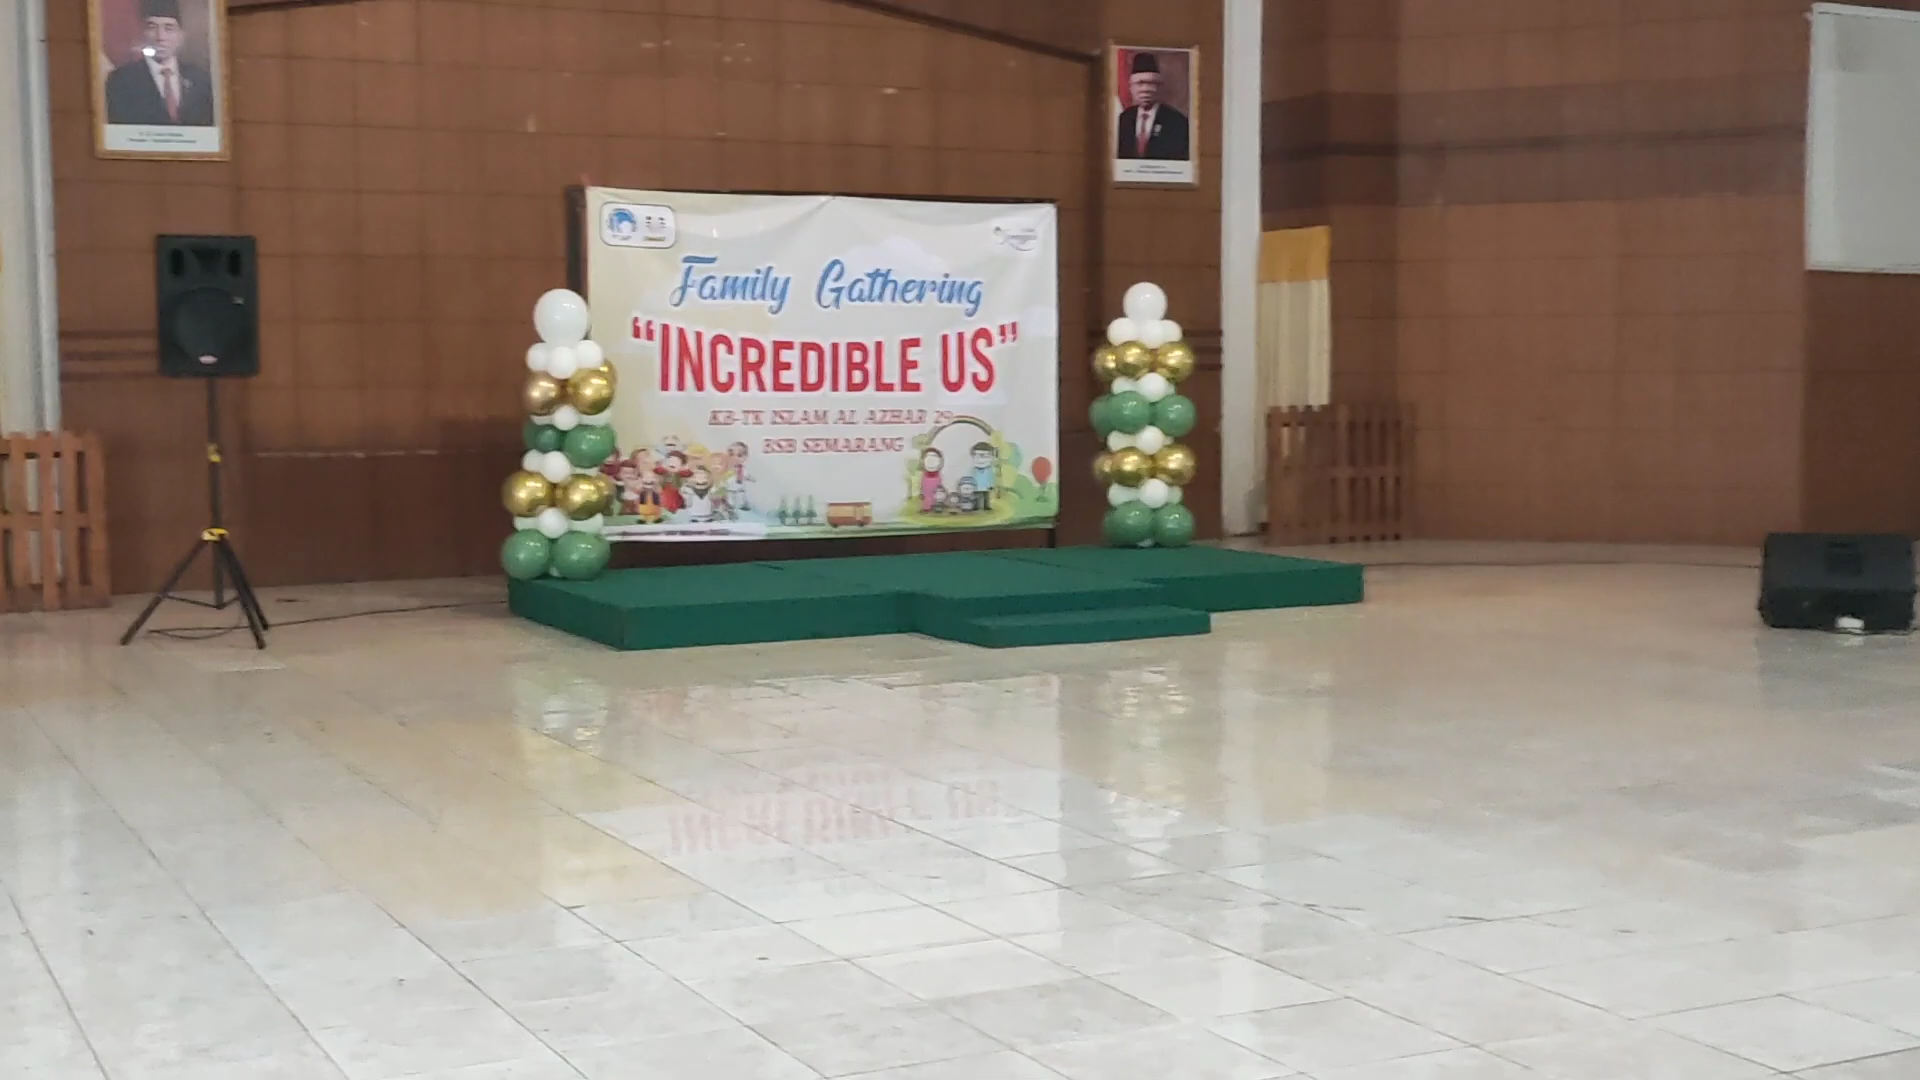 Family Gathering
“INCREDIBLE US”
KB-TK ISLAM AL AZHAR 29
BSB SEMARANG